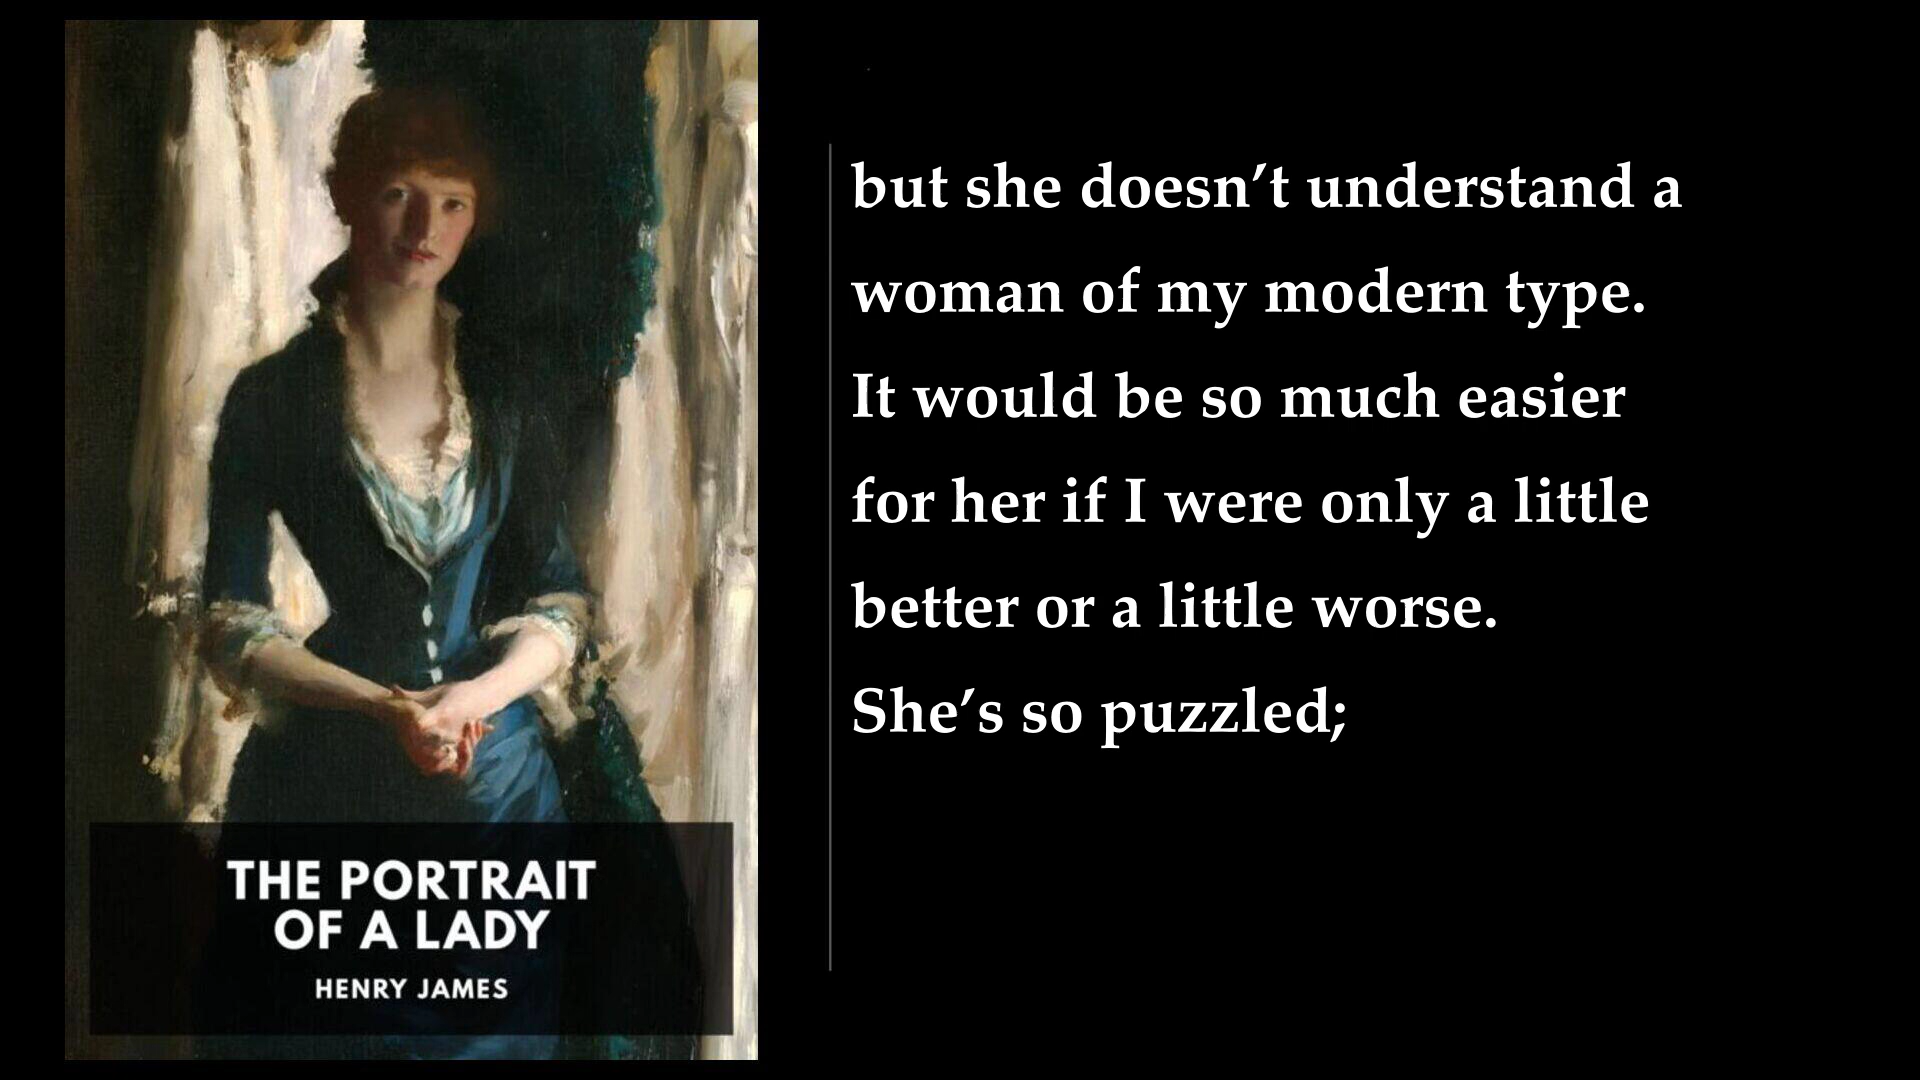 THE PORTRAIT
OF A LADY
HENRY JAMES
but she doesn’t understand a
woman of my modern type.
It would be so much easier
for her if I were only a little
better or a little worse.
She’s so puzzled;